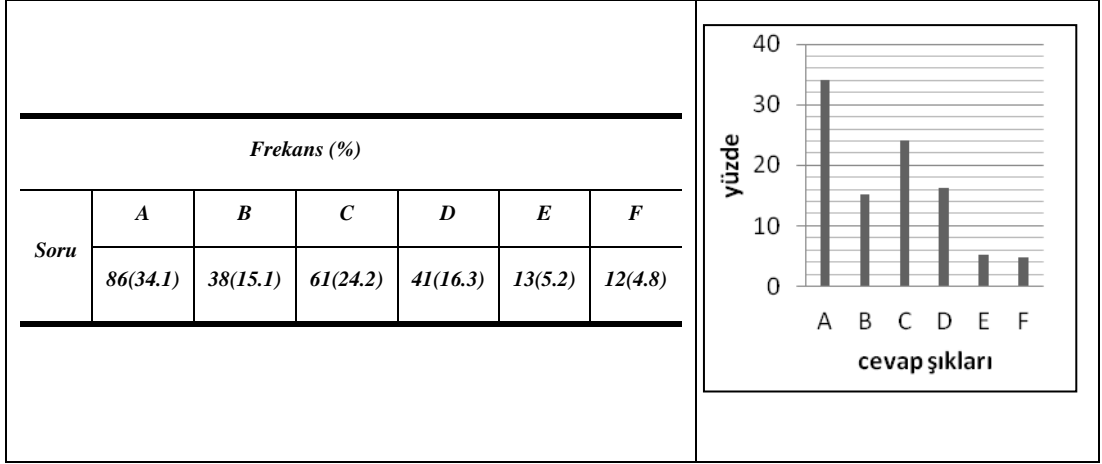 Frekans (%)
Soru A B C D E F
86(34.1) 38(15.1) 61(24.2) 41(16.3) 13(5.2) 12(4.8)
40
30
20
10
0
yüzde
A B C D E F
cevap şıkları